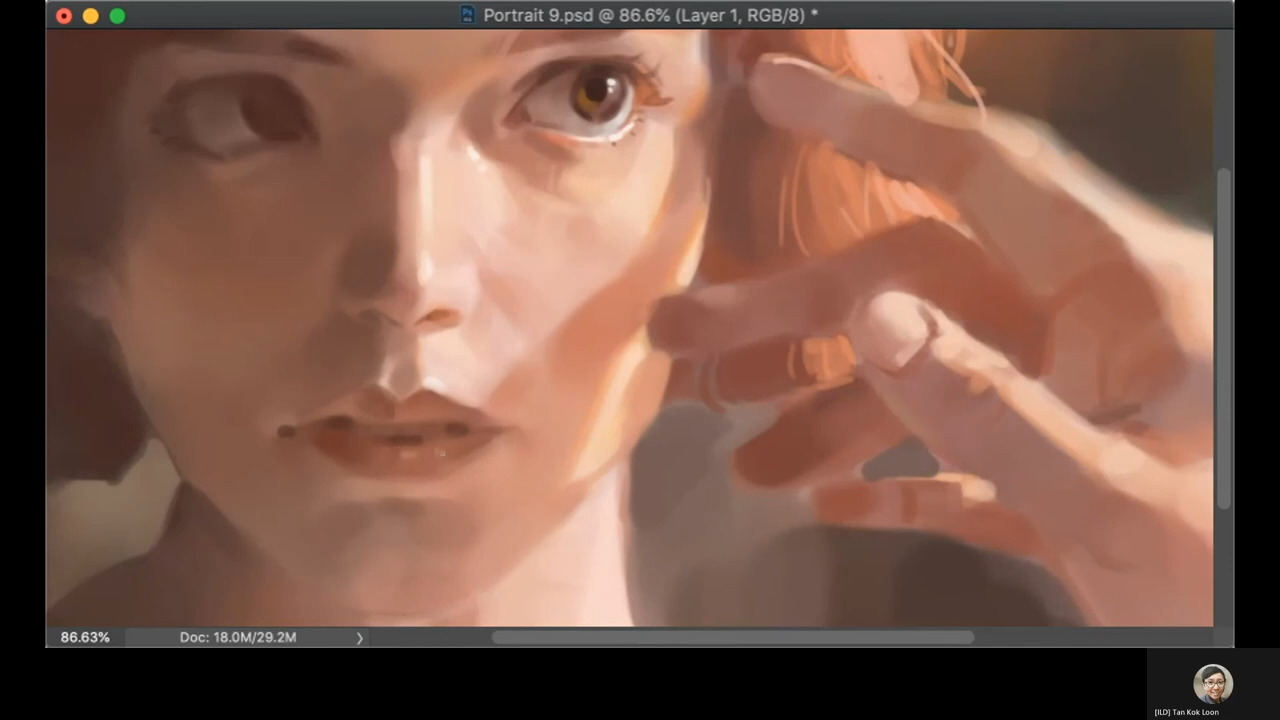 Ps
Portrait 9.psd @ 86.6% (Layer 1, RGB/8) *
86.63%
Doc: 18.0M/29.2M
[ILD] Tan Kok Loon